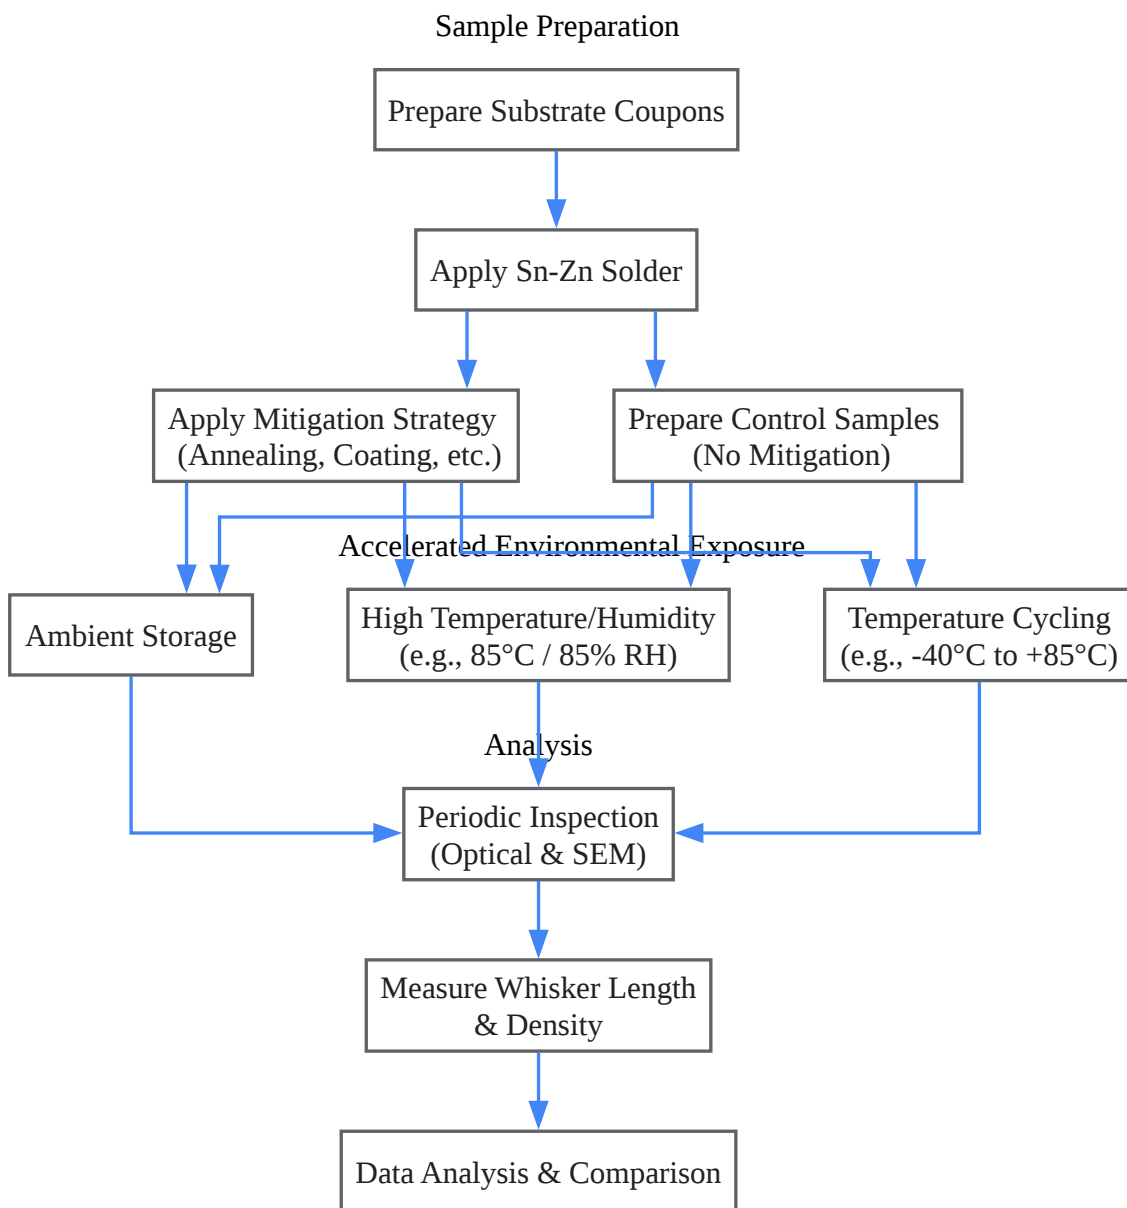 Sample Preparation
Prepare Substrate Coupons
Apply Sn-Zn Solder
Apply Mitigation Strategy
(Annealing, Coating, etc.)
Prepare Control Samples
(No Mitigation)
Accelerated Environmental Exposure
Ambient Storage
High Temperature/Humidity
(e.g., 85°C / 85% RH)
Temperature Cycling
(e.g., -40°C to +85°C)
Analysis
Periodic Inspection
(Optical & SEM)
Measure Whisker Length
& Density
Data Analysis & Comparison